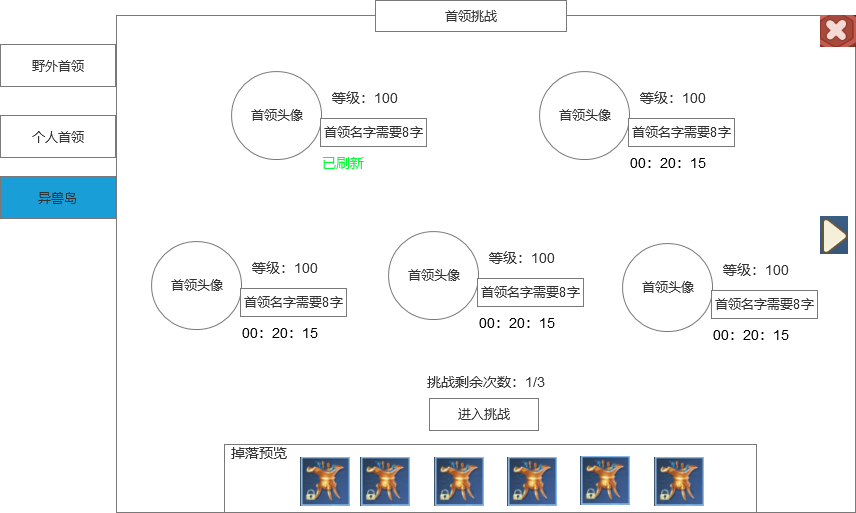 首领挑战
野外首领
个人首领
异兽岛
首领头像
等级：100
首领名字需要8字
已刷新
首领头像
等级：100
首领名字需要8字
00：20：15
首领头像
等级：100
首领名字需要8字
00：20：15
首领头像
等级：100
首领名字需要8字
00：20：15
首领头像
等级：100
首领名字需要8字
00：20：15
挑战剩余次数：1/3
进入挑战
掉落预览